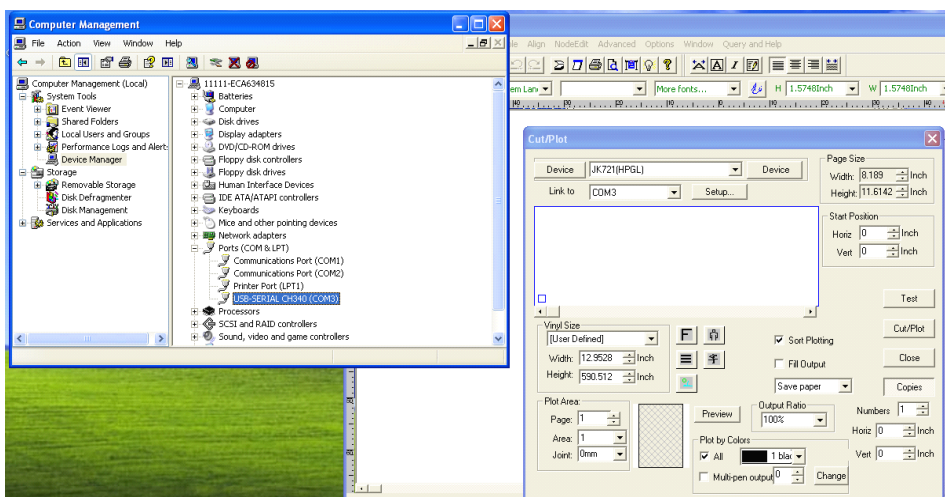 Computer Management
File Action View Window Help
Computer Management (Local)
System Tools
Event Viewer
Shared Folders
Local Users and Groups
Performance Logs and Alert
Device Manager
Storage
Removable Storage
Disk Defragmenter
Disk Management
Services and Applications
11111-ECA634815
Batteries
Computer
Disk drives
Display adapters
DVD/CD-ROM drives
Floppy disk controllers
Floppy disk drives
Human Interface Devices
IDE ATA/ATAPI controllers
Keyboards
Mice and other pointing devices
Network adapters
Ports (COM & LPT)
Communications Port (COM1)
Communications Port (COM2)
Printer Port (LPT1)
USB-SERIAL CH340 (COM3)
Processors
SCSI and RAID controllers
Sound, video and game controllers
Align NodeEdit Advanced Options Window Query and Help
More fonts... H 1.5748Inch W 1.5748Inch
Cut/Plot
Device JK721(HPGL) Device
Link to COM3 Setup...
Page Size
Width: 8.189 Inch
Height: 11.6142 Inch
Start Position
Horiz 0 Inch
Vert 0 Inch
Test
Cut/Plot
Close
Copies
Numbers 1
Horiz 0 Inch
Vert 0 Inch
Vinyl Size
[User Defined]
Width: 12.9528 Inch
Height: 590.512 Inch
Sort Plotting
Fill Output
Save paper
Plot Area:
Page: 1
Area: 1
Joint: 0mm
Preview
Output Ratio
100%
Plot by Colors
All 1 blac
Multi-pen output 0 Change